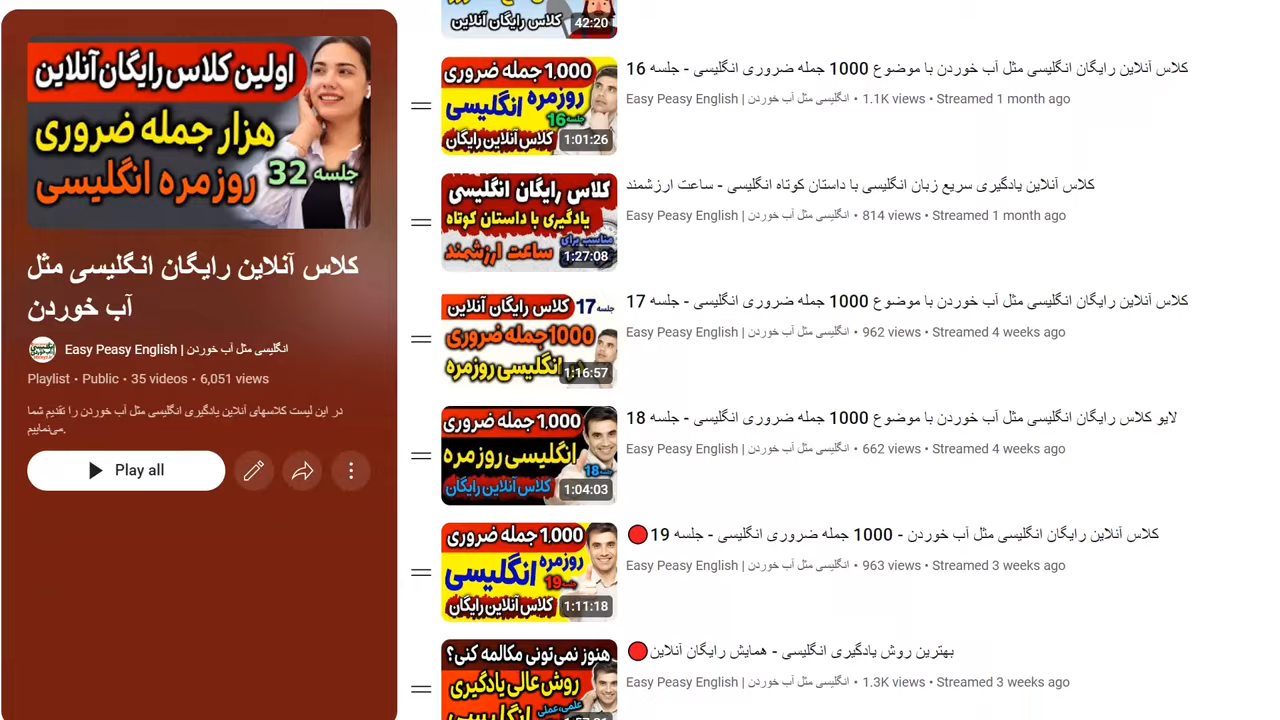 اولین کلاس رایگان آنلاین
هزار جمله ضروری
روزمره انگلیسی
جلسه 32
کلاس آنلاین رایگان انگلیسی مثل
آب خوردن
Easy Peasy English | انگلیسی مثل آب خوردن
Playlist • Public • 35 videos • 6,051 views
در این لیست کلاسهای آنلاین یادگیری انگلیسی مثل آب خوردن را تقدیم شما
می‌نماییم.
Play all
کلاس رایگان آنلاین
42:20
1,000 جمله ضروری
روزمره انگلیسی
جلسه 16
کلاس آنلاین رایگان
1:01:26
کلاس آنلاین رایگان انگلیسی مثل آب خوردن با موضوع 1000 جمله ضروری انگلیسی - جلسه 16
Easy Peasy English | انگلیسی مثل آب خوردن • 1.1K views • Streamed 1 month ago
کلاس رایگان انگلیسی
یادگیری با داستان کوتاه
مناسب برای
ساعت ارزشمند
1:27:08
کلاس آنلاین یادگیری سریع زبان انگلیسی با داستان کوتاه انگلیسی - ساعت ارزشمند
Easy Peasy English | انگلیسی مثل آب خوردن • 814 views • Streamed 1 month ago
جلسه 17 کلاس رایگان آنلاین
1000 جمله ضروری
انگلیسی روزمره
1:16:57
کلاس آنلاین رایگان انگلیسی مثل آب خوردن با موضوع 1000 جمله ضروری انگلیسی - جلسه 17
Easy Peasy English | انگلیسی مثل آب خوردن • 962 views • Streamed 4 weeks ago
1,000 جمله ضروری
انگلیسی روزمره
جلسه 18
کلاس آنلاین رایگان
1:04:03
لایو کلاس رایگان انگلیسی مثل آب خوردن با موضوع 1000 جمله ضروری انگلیسی - جلسه 18
Easy Peasy English | انگلیسی مثل آب خوردن • 662 views • Streamed 4 weeks ago
1,000 جمله ضروری
روزمره انگلیسی
جلسه 19
کلاس آنلاین رایگان
1:11:18
کلاس آنلاین رایگان انگلیسی مثل آب خوردن - 1000 جمله ضروری انگلیسی - جلسه 19🔴
Easy Peasy English | انگلیسی مثل آب خوردن • 963 views • Streamed 3 weeks ago
هنوز نمی‌تونی مکالمه کنی؟
روش عالی یادگیری
علمی، عملی
انگلیسی
بهترین روش یادگیری انگلیسی - همایش رایگان آنلاین🔴
Easy Peasy English | انگلیسی مثل آب خوردن • 1.3K views • Streamed 3 weeks ago